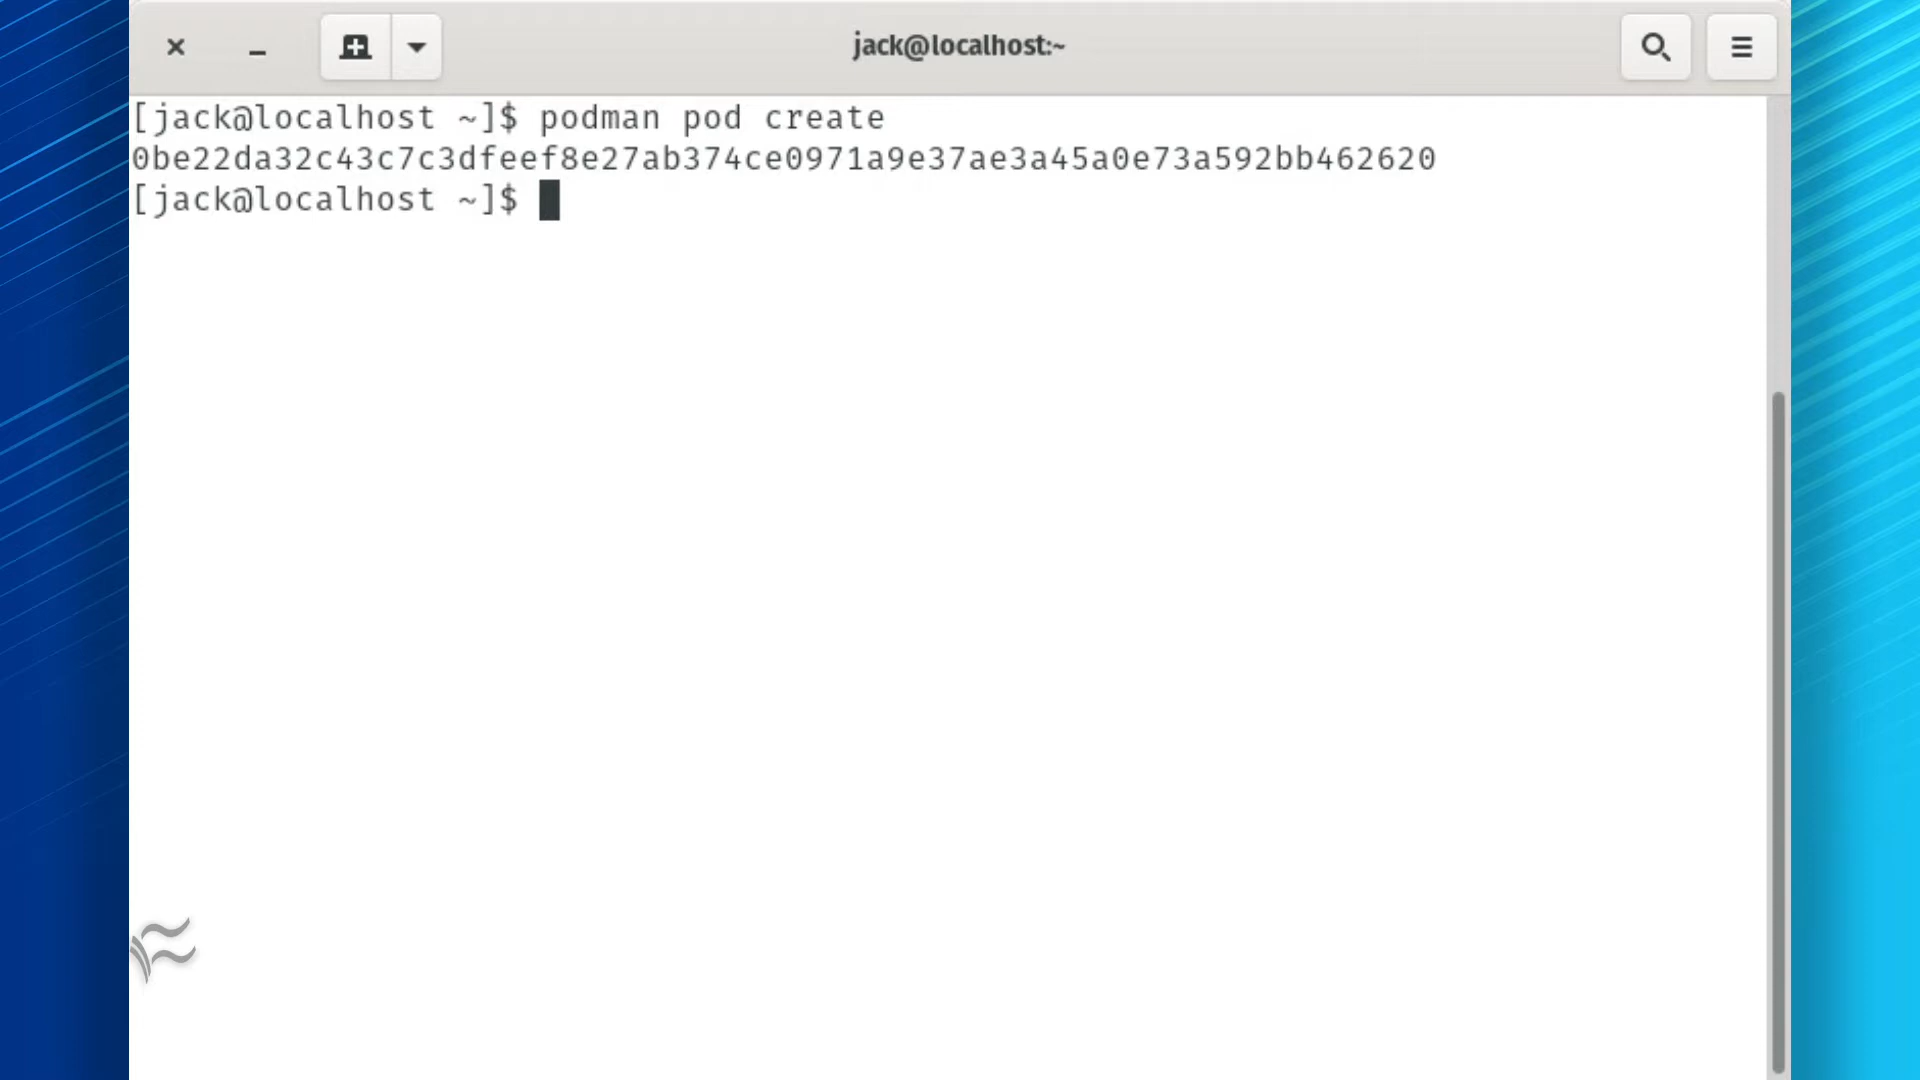 jack@localhost:~
[jack@localhost ~]$ podman pod create
0be22da32c43c7c3dfeef8e27ab374ce0971a9e37ae3a45a0e73a592bb462620
[jack@localhost ~]$